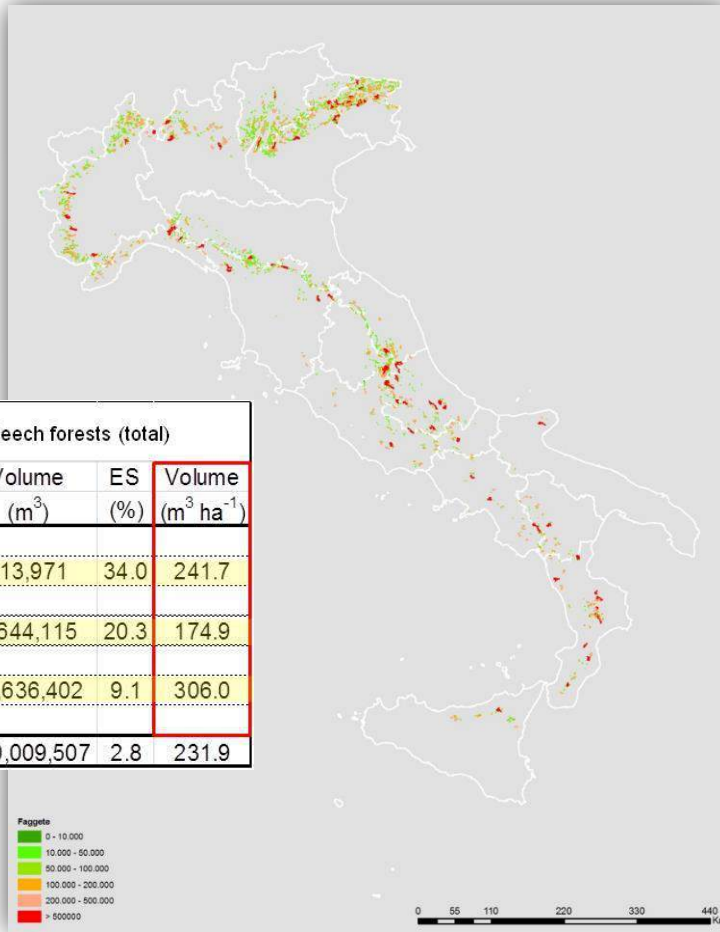 eech forests (total)
Volume ES Volume
(m³) (%) (m³ ha⁻¹)
13,971 34.0 241.7
644,115 20.3 174.9
,636,402 9.1 306.0
0,009,507 2.8 231.9
Faggete
0 - 10.000
10.000 - 50.000
50.000 - 100.000
100.000 - 200.000
200.000 - 500.000
> 500000
0 55 110 220 330 440